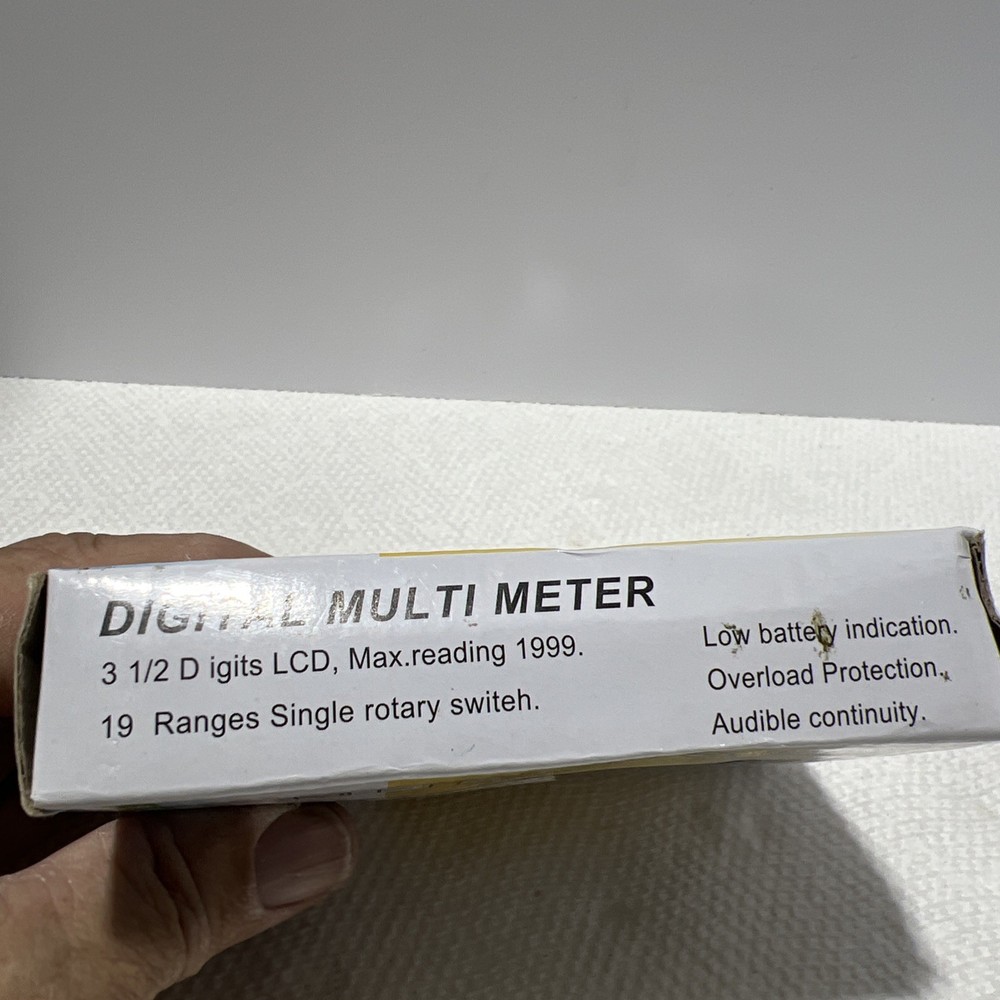 DIGITAL MULTI METER
3 1/2 D igits LCD, Max.reading 1999.
19 Ranges Single rotary switeh.
Low battery indication.
Overload Protection.
Audible continuity.